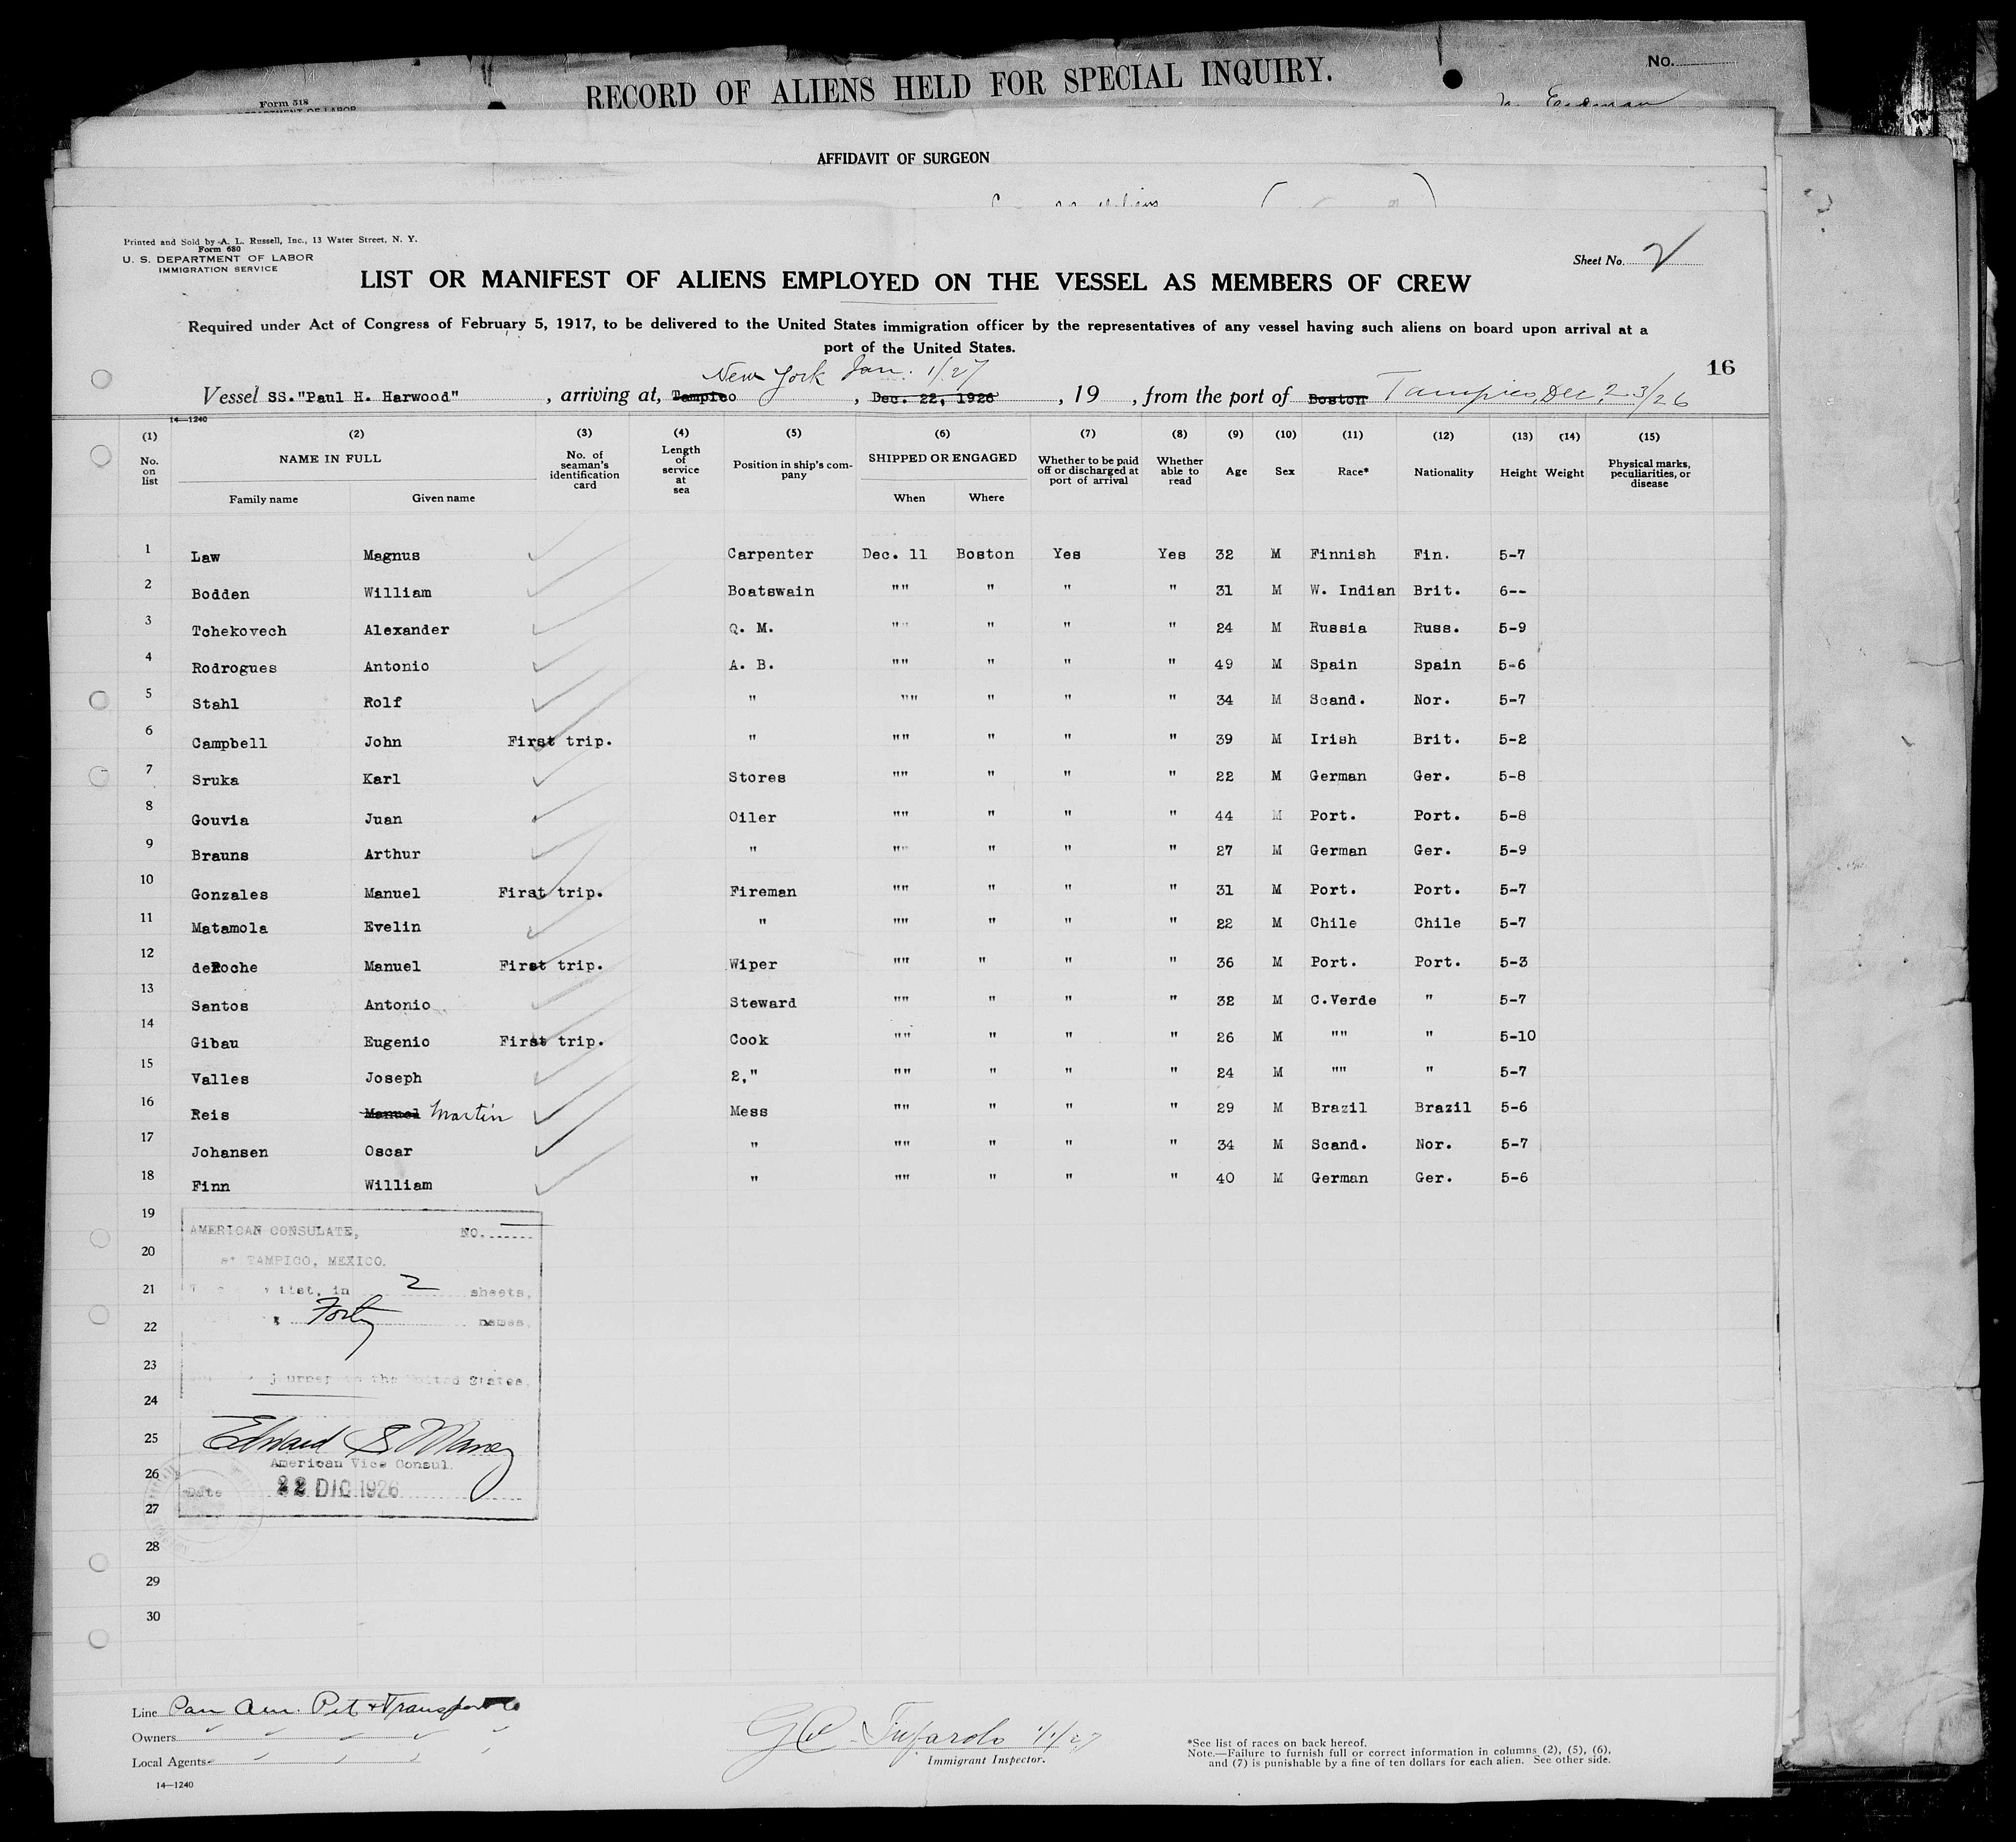 Form 518
RECORD OF ALIENS HELD FOR SPECIAL INQUIRY.
No.
AFFIDAVIT OF SURGEON
Printed and Sold by A. L. Russell, Inc., 13 Water Street, N. Y.
Form 680
U. S. DEPARTMENT OF LABOR
IMMIGRATION SERVICE
Sheet No. 2
LIST OR MANIFEST OF ALIENS EMPLOYED ON THE VESSEL AS MEMBERS OF CREW
Required under Act of Congress of February 5, 1917, to be delivered to the United States immigration officer by the representatives of any vessel having such aliens on board upon arrival at a
port of the United States.
16
New York Jan. 1/27
Vessel SS."Paul H. Harwood" , arriving at, Tampico , Dec. 22, 1926 , 19 , from the port of Boston Tampico, Dec 23/26
14—1240
(1) (2) (3) (4) (5) (6) (7) (8) (9) (10) (11) (12) (13) (14) (15)
No. on list NAME IN FULL Family name Given name No. of seaman's identification card Length of service at sea Position in ship's company SHIPPED OR ENGAGED When Where Whether to be paid off or discharged at port of arrival Whether able to read Age Sex Race* Nationality Height Weight Physical marks, peculiarities, or disease
1 Law Magnus Carpenter Dec. 11 Boston Yes Yes 32 M Finnish Fin. 5-7
2 Bodden William Boatswain "" " " " 31 M W. Indian Brit. 6--
3 Tchekovech Alexander Q. M. "" " " " 24 M Russia Russ. 5-9
4 Rodrogues Antonio A. B. "" " " " 49 M Spain Spain 5-6
5 Stahl Rolf " "" " " " 34 M Scand. Nor. 5-7
6 Campbell John First trip. " "" " " " 39 M Irish Brit. 5-2
7 Sruka Karl Stores "" " " " 22 M German Ger. 5-8
8 Gouvia Juan Oiler "" " " " 44 M Port. Port. 5-8
9 Brauns Arthur " "" " " " 27 M German Ger. 5-9
10 Gonzales Manuel First trip. Fireman "" " " " 31 M Port. Port. 5-7
11 Matamola Evelin " "" " " " 22 M Chile Chile 5-7
12 deRoche Manuel First trip. Wiper "" " " " 36 M Port. Port. 5-3
13 Santos Antonio Steward "" " " " 32 M C.Verde " 5-7
14 Gibau Eugenio First trip. Cook "" " " " 26 M "" " 5-10
15 Valles Joseph 2," "" " " " 24 M "" " 5-7
16 Reis Manuel Martin Mess "" " " " 29 M Brazil Brazil 5-6
17 Johansen Oscar " "" " " " 34 M Scand. Nor. 5-7
18 Finn William " "" " " " 40 M German Ger. 5-6
19
AMERICAN CONSULATE, NO.
20
at TAMPICO, MEXICO.
21
list, in 2 sheets,
Forty names,
22
23
journey to the United States.
24
25
Edward S. Maney
American Vice Consul.
26
Date 22 DIC 1926
27
28
29
30
Line Pan Am. Pet & Transport Co
Owners
Local Agents
14—1240
1/1/27
Immigrant Inspector.
*See list of races on back hereof.
Note.—Failure to furnish full or correct information in columns (2), (5), (6),
and (7) is punishable by a fine of ten dollars for each alien. See other side.